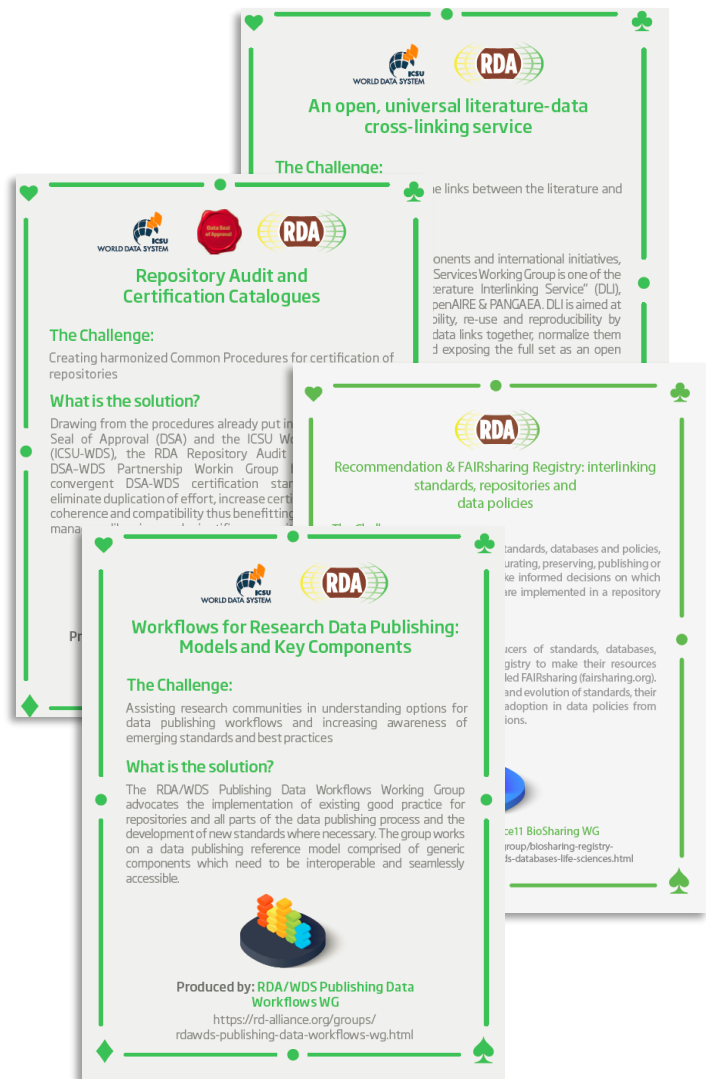 ICSU
WORLD DATA SYSTEM
RDA
An open, universal literature-data
cross-linking service
The Challenge:
e links between the literature and
onents and international initiatives,
Services Working Group is one of the
erature Interlinking Service" (DLI),
penAIRE & PANGAEA. DLI is aimed at
bility, re-use and reproducibility by
data links together, normalize them
d exposing the full set as an open
ICSU
WORLD DATA SYSTEM
Data Seal
of Approval
RDA
Repository Audit and
Certification Catalogues
The Challenge:
Creating harmonized Common Procedures for certification of
repositories
What is the solution?
Drawing from the procedures already put in
Seal of Approval (DSA) and the ICSU Wo
(ICSU-WDS), the RDA Repository Audit
DSA-WDS Partnership Workin Group
convergent DSA-WDS certification stan
eliminate duplication of effort, increase certi
coherence and compatibility thus benefitting
Pr
RDA
Recommendation & FAIRsharing Registry: interlinking
standards, repositories and
data policies
The Challenge
tandards, databases and policies,
urating, preserving, publishing or
ke informed decisions on which
are implemented in a repository
ucers of standards, databases,
gistry to make their resources
led FAIRsharing (fairsharing.org).
and evolution of standards, their
adoption in data policies from
ions.
ce11 BioSharing WG
group/biosharing-registry-
ds-databases-life-sciences.html
ICSU
WORLD DATA SYSTEM
RDA
Workflows for Research Data Publishing:
Models and Key Components
The Challenge:
Assisting research communities in understanding options for
data publishing workflows and increasing awareness of
emerging standards and best practices
What is the solution?
The RDA/WDS Publishing Data Workflows Working Group
advocates the implementation of existing good practice for
repositories and all parts of the data publishing process and the
development of new standards where necessary. The group works
on a data publishing reference model comprised of generic
components which need to be interoperable and seamlessly
accessible.
Produced by: RDA/WDS Publishing Data
Workflows WG
https://rd-alliance.org/groups/
rdawds-publishing-data-workflows-wg.html